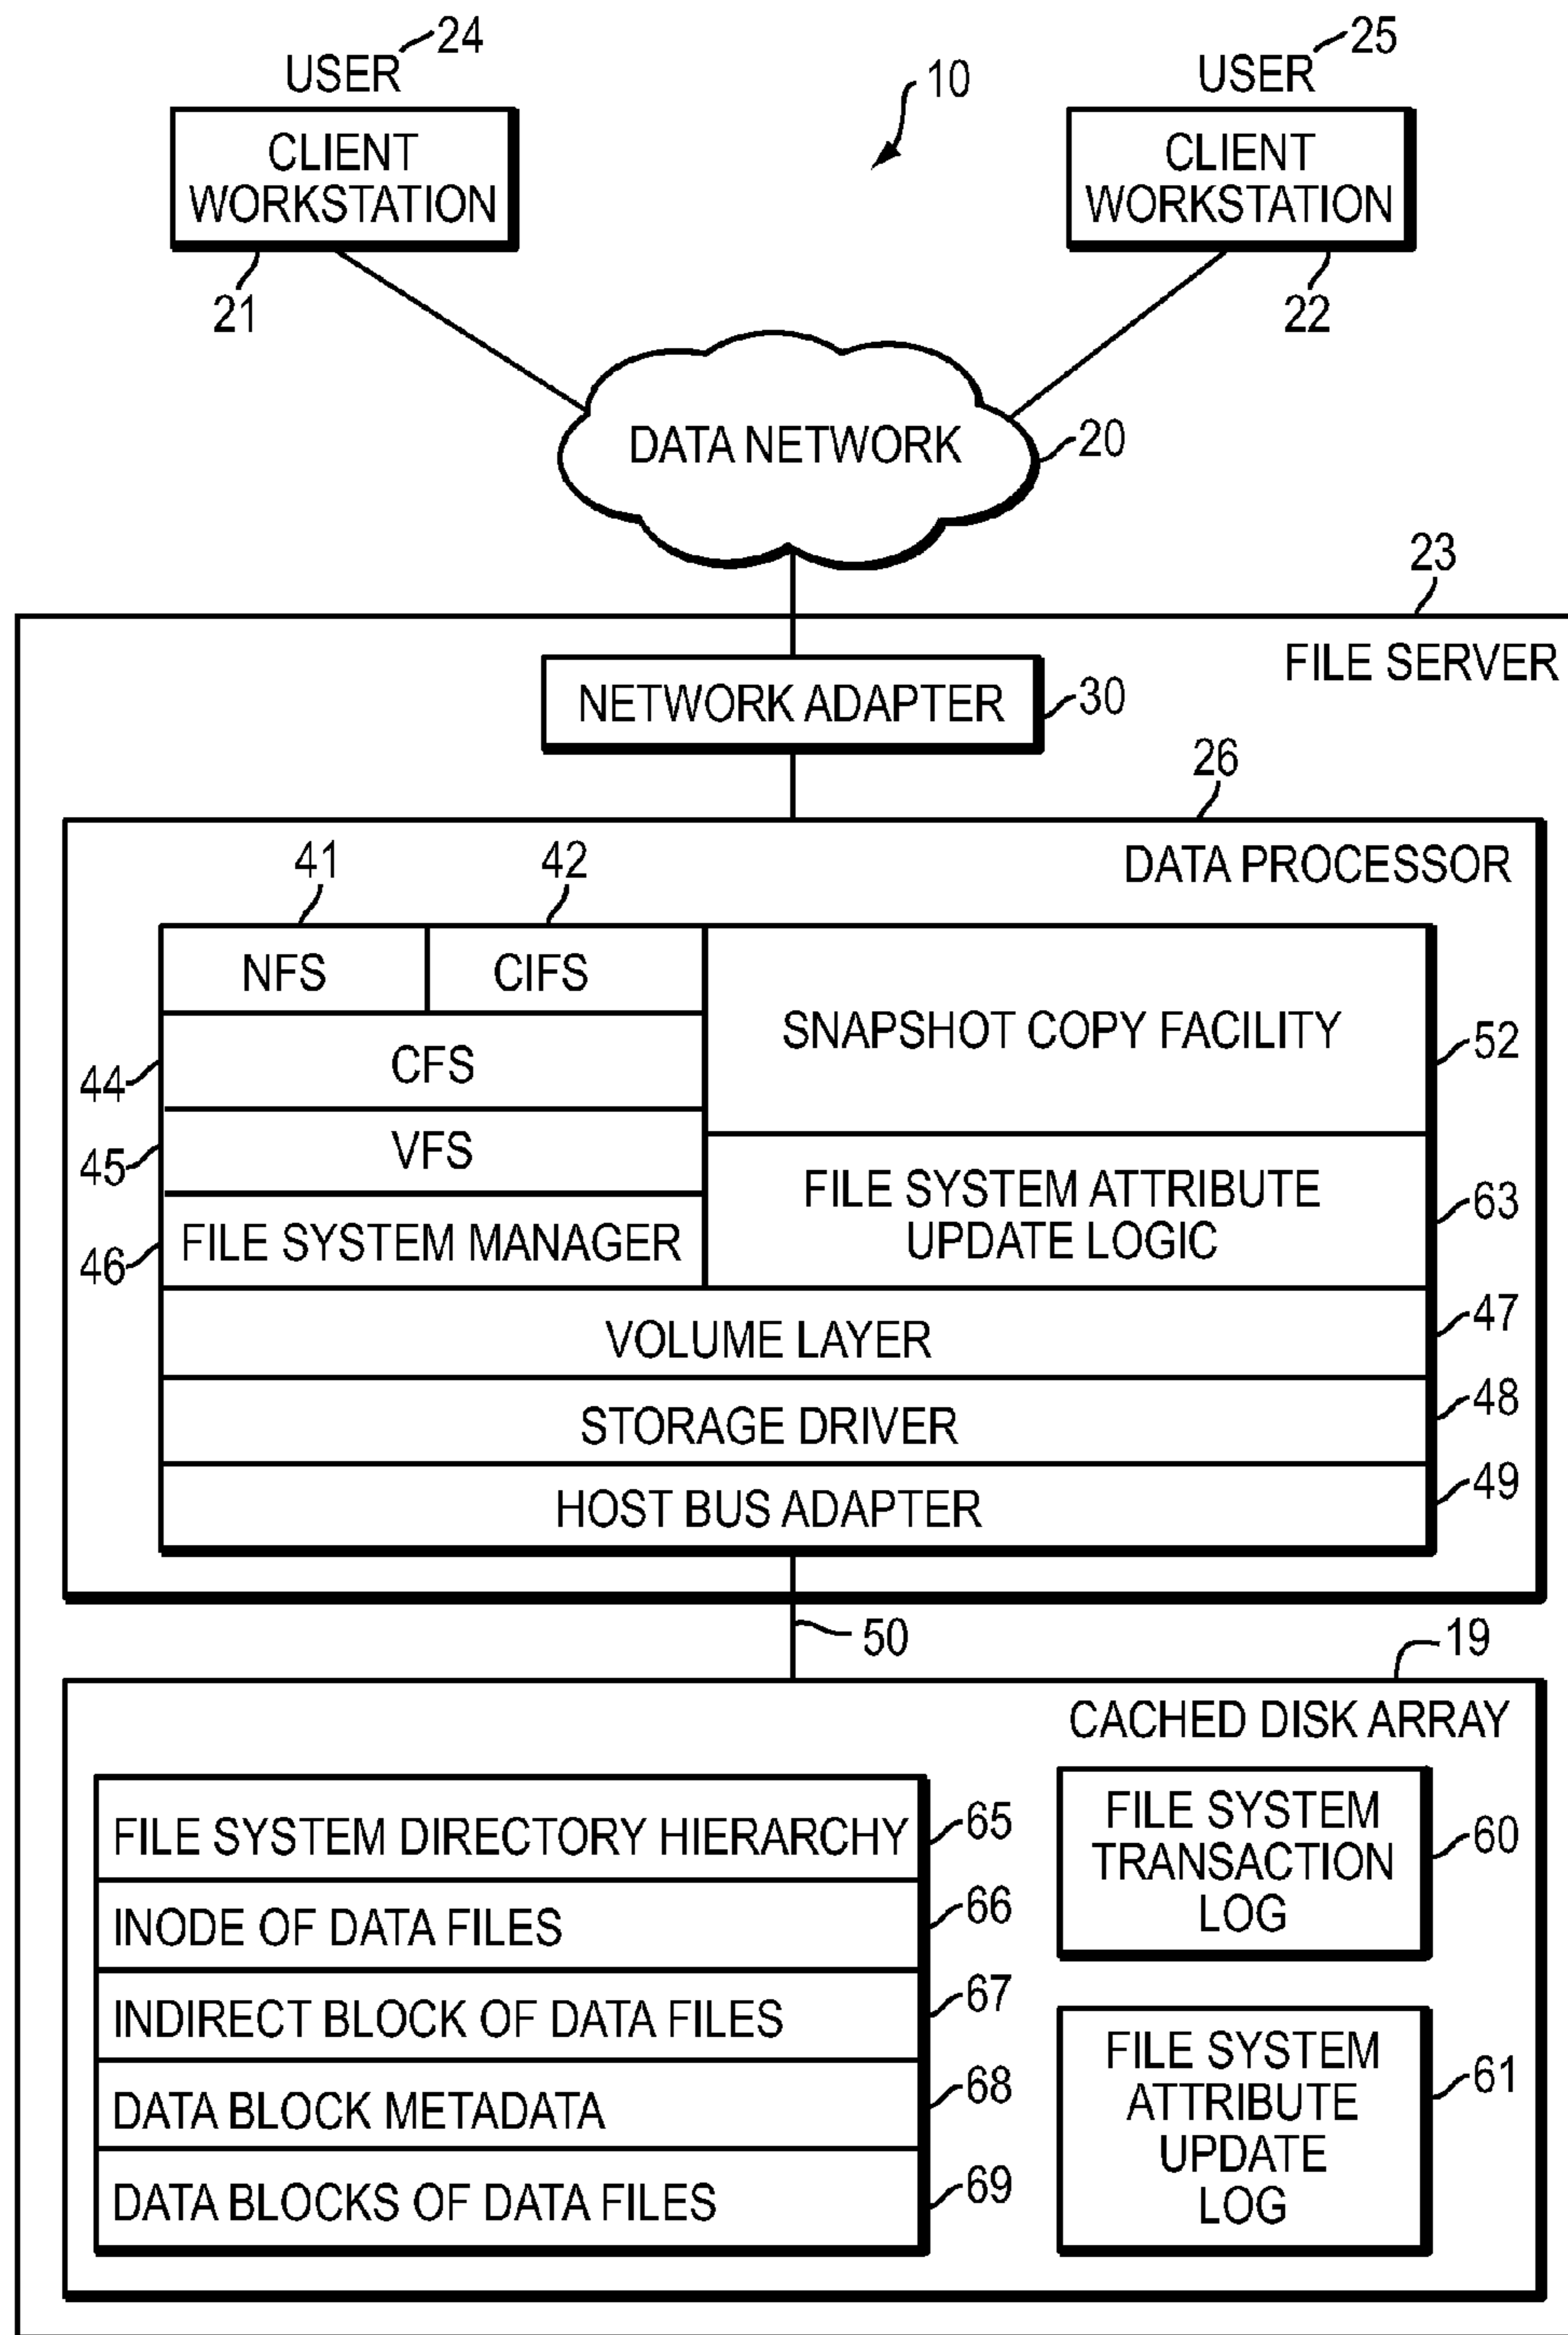 24
USER
CLIENT
WORKSTATION
21
10
25
USER
CLIENT
WORKSTATION
22
DATA NETWORK
20
23
FILE SERVER
NETWORK ADAPTER
30
26
DATA PROCESSOR
41
42
NFS
CIFS
SNAPSHOT COPY FACILITY
52
CFS
44
VFS
45
FILE SYSTEM ATTRIBUTE
UPDATE LOGIC
63
FILE SYSTEM MANAGER
46
VOLUME LAYER
47
STORAGE DRIVER
48
HOST BUS ADAPTER
49
50
19
CACHED DISK ARRAY
FILE SYSTEM DIRECTORY HIERARCHY
65
INODE OF DATA FILES
66
INDIRECT BLOCK OF DATA FILES
67
DATA BLOCK METADATA
68
DATA BLOCKS OF DATA FILES
69
FILE SYSTEM
TRANSACTION
LOG
60
FILE SYSTEM
ATTRIBUTE
UPDATE
LOG
61